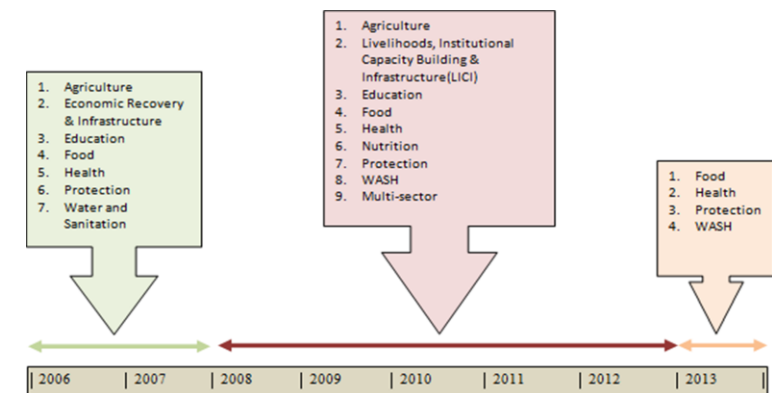 1. Agriculture
2. Economic Recovery
& Infrastructure
3. Education
4. Food
5. Health
6. Protection
7. Water and
Sanitation
1. Agriculture
2. Livelihoods, Institutional
Capacity Building &
Infrastructure(LICI)
3. Education
4. Food
5. Health
6. Nutrition
7. Protection
8. WASH
9. Multi-sector
1. Food
2. Health
3. Protection
4. WASH
2006 2007 2008 2009 2010 2011 2012 2013